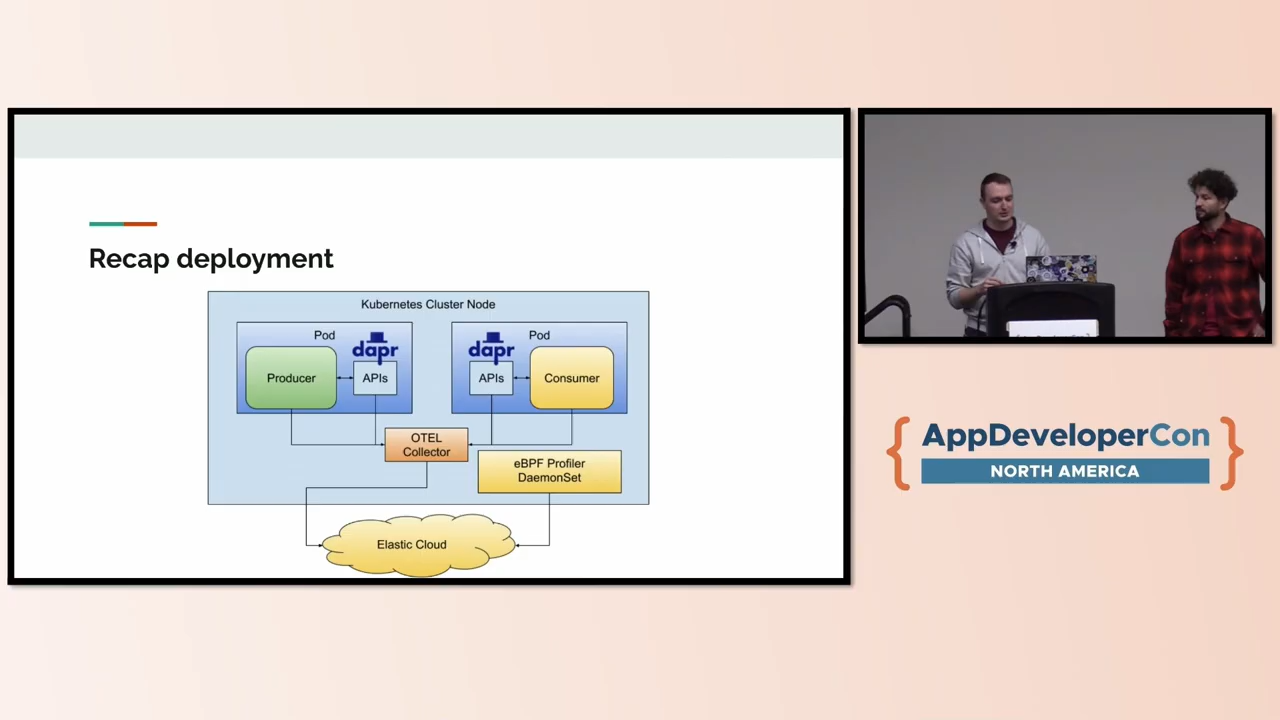 Recap deployment
Kubernetes Cluster Node
Pod
dapr
Producer
APIs
Pod
dapr
APIs
Consumer
OTEL
Collector
eBPF Profiler
DaemonSet
Elastic Cloud
{ AppDeveloperCon }
NORTH AMERICA